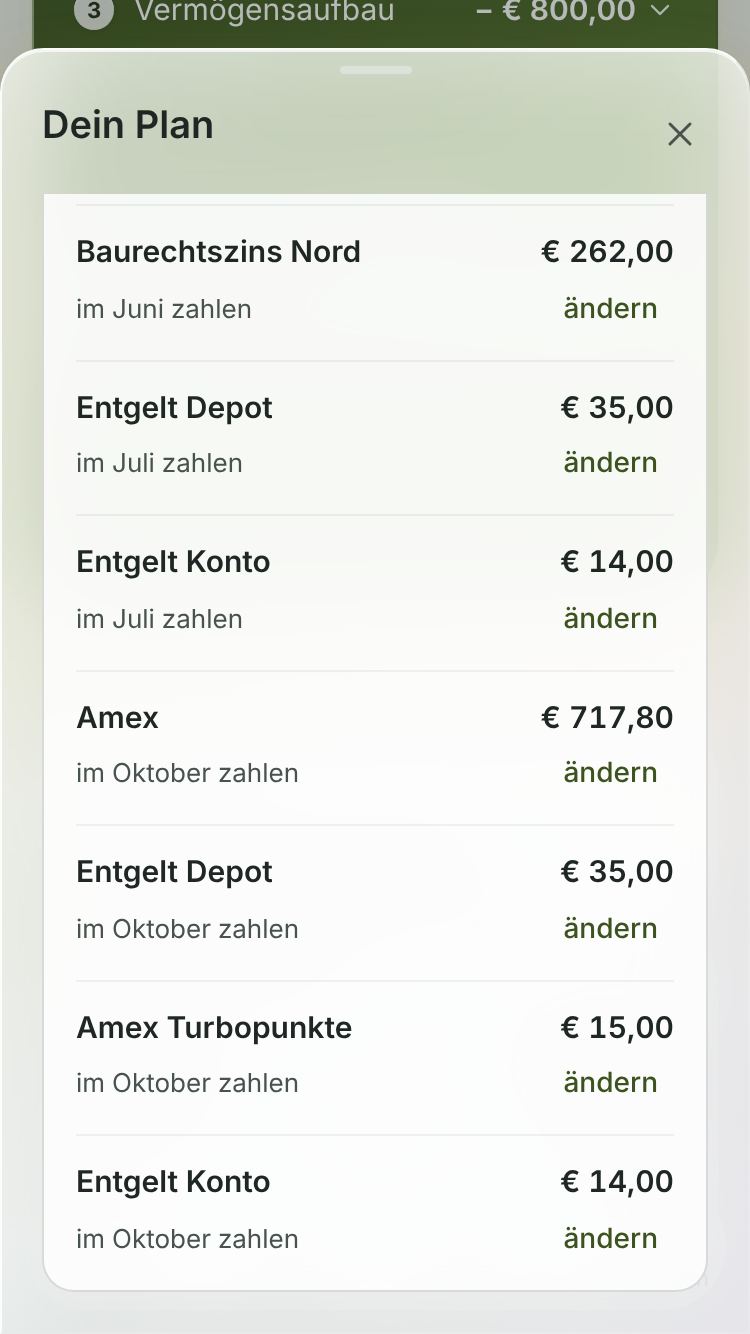 3 Vermögensaufbau – € 800,00
Dein Plan
Baurechtszins Nord € 262,00
im Juni zahlen ändern
Entgelt Depot € 35,00
im Juli zahlen ändern
Entgelt Konto € 14,00
im Juli zahlen ändern
Amex € 717,80
im Oktober zahlen ändern
Entgelt Depot € 35,00
im Oktober zahlen ändern
Amex Turbopunkte € 15,00
im Oktober zahlen ändern
Entgelt Konto € 14,00
im Oktober zahlen ändern